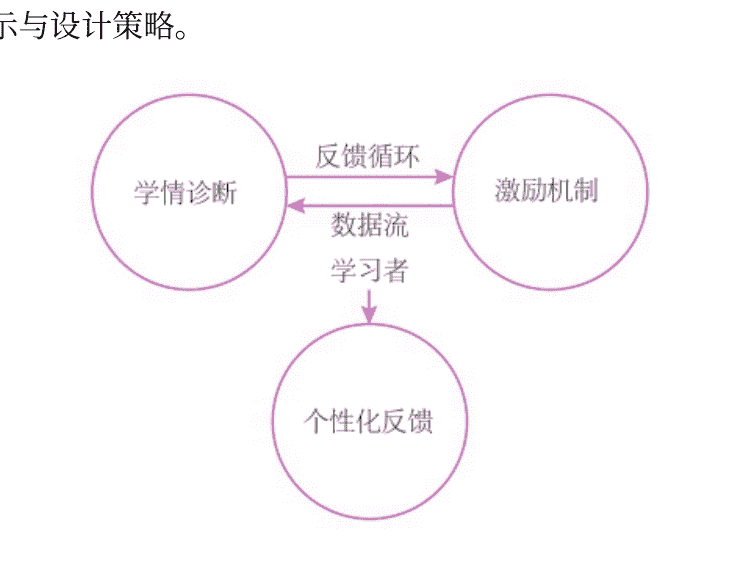 示与设计策略。
反馈循环
学情诊断
激励机制
数据流
学习者
个性化反馈